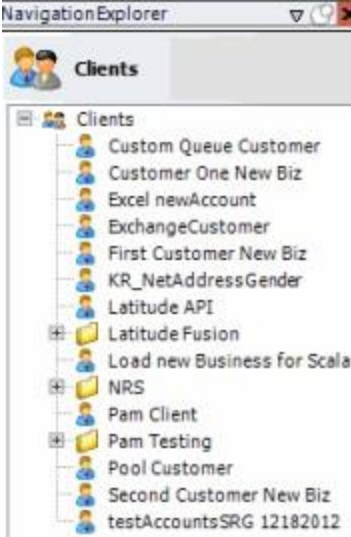 NavigationExplorer
Clients
Clients
Custom Queue Customer
Customer One New Biz
Excel newAccount
ExchangeCustomer
First Customer New Biz
KR_NetAddressGender
Latitude API
Latitude Fusion
Load new Business for Scala
NRS
Pam Client
Pam Testing
Pool Customer
Second Customer New Biz
testAccountsSRG 12182012